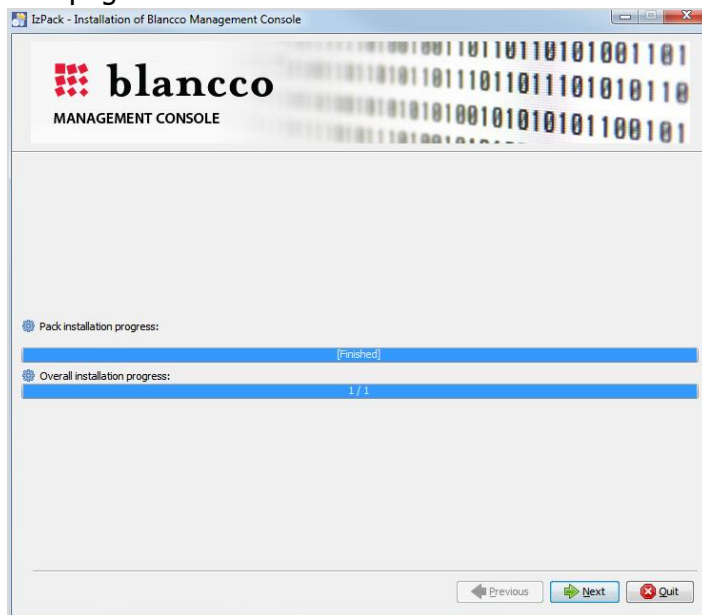 IzPack - Installation of Blancco Management Console
blancco
MANAGEMENT CONSOLE
Pack installation progress:
[Finished]
Overall installation progress:
1 / 1
Previous
Next
Quit